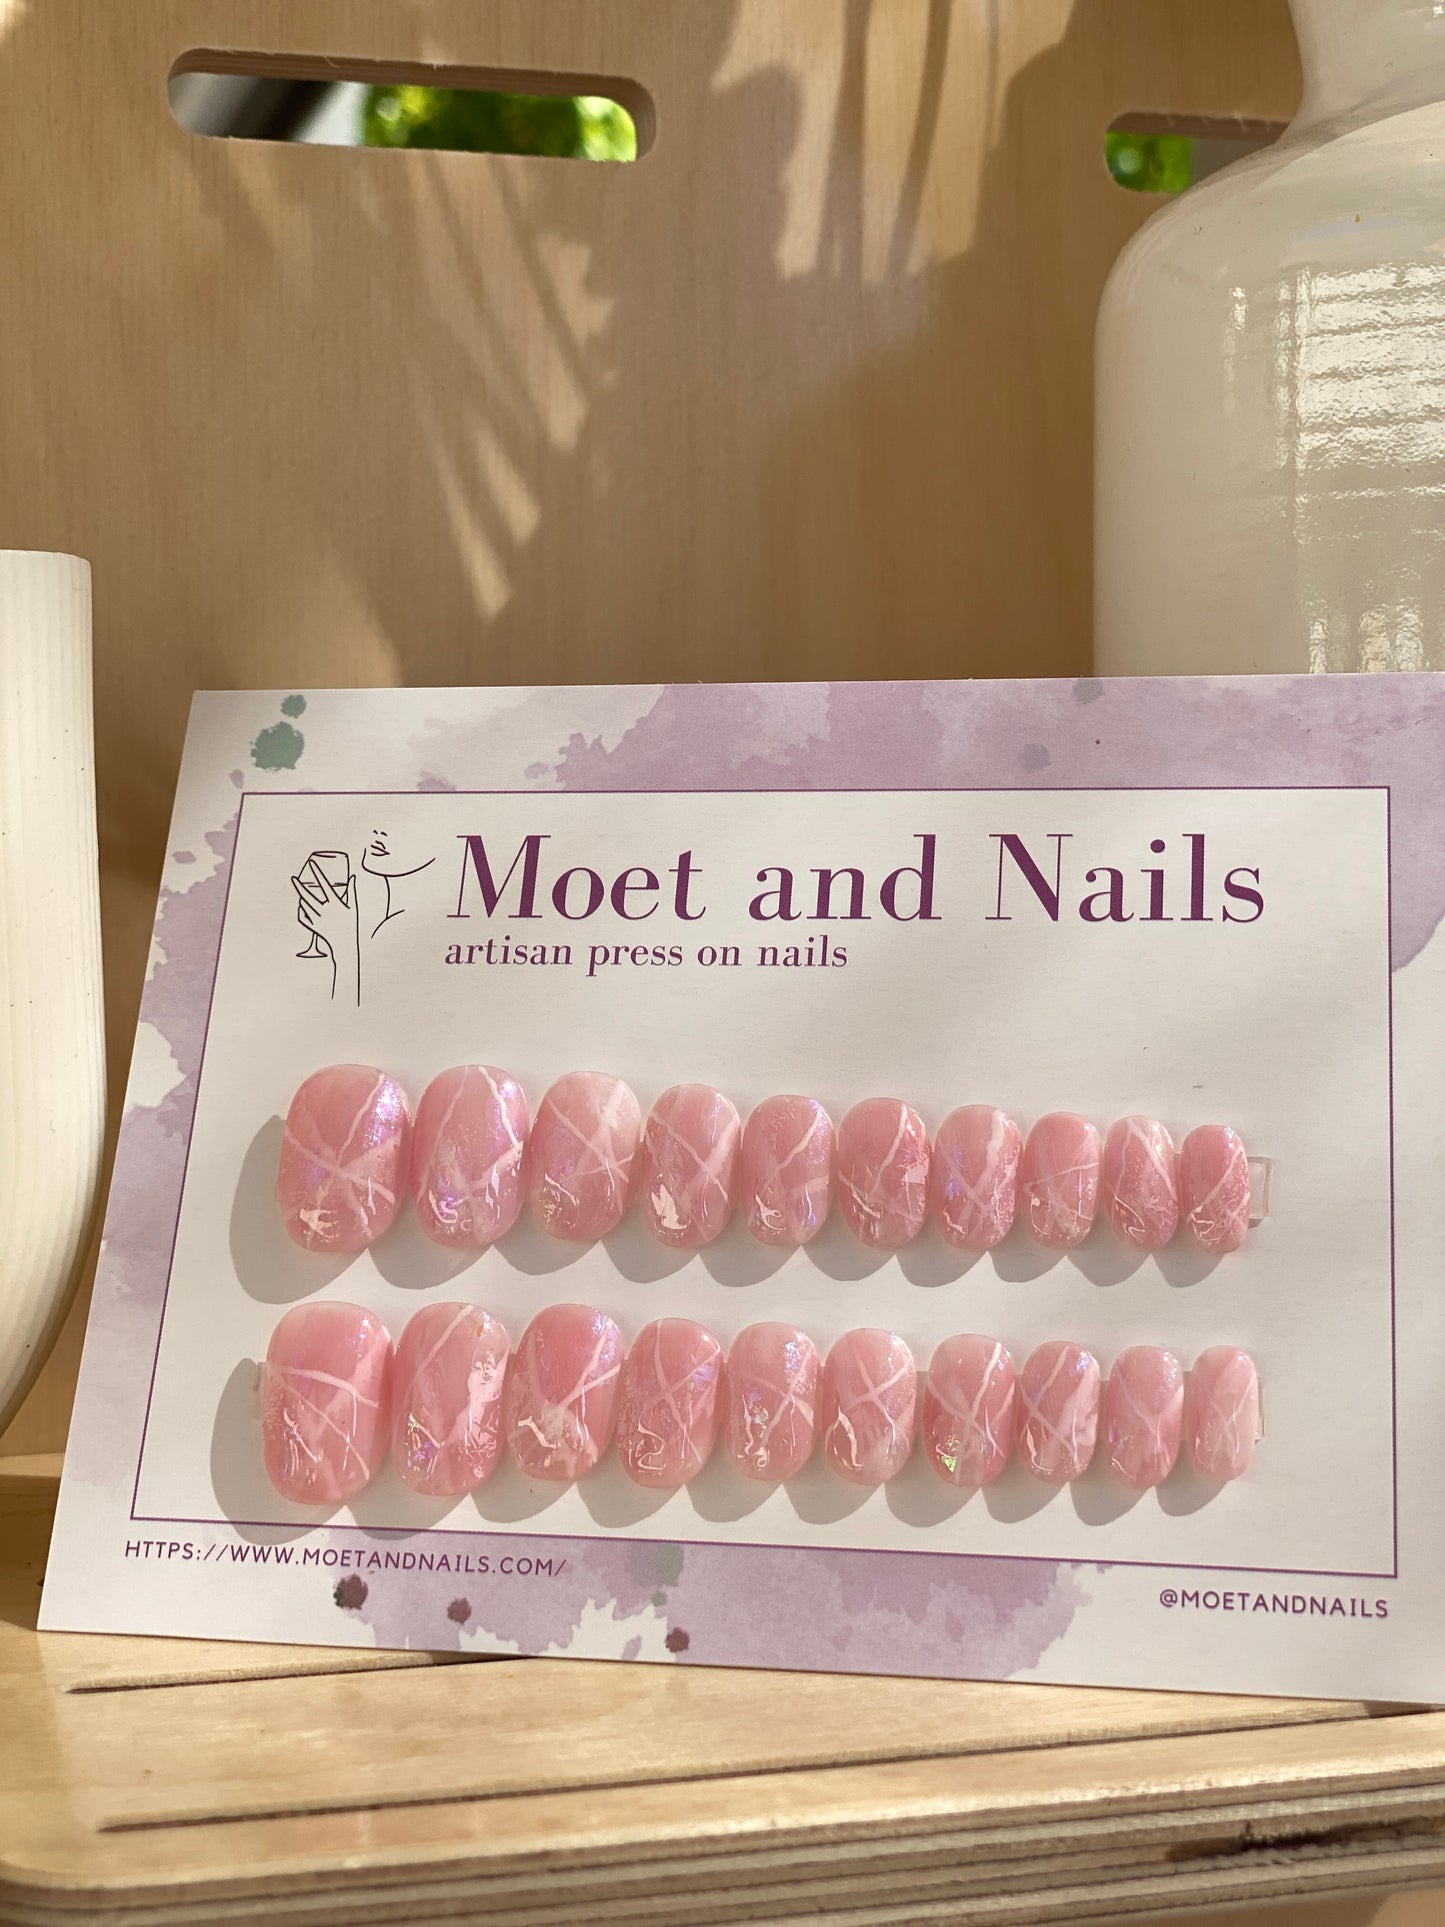 Moet and Nails
artisan press on nails
HTTPS://WWW.MOETANDNAILS.COM/
@MOETANDNAILS